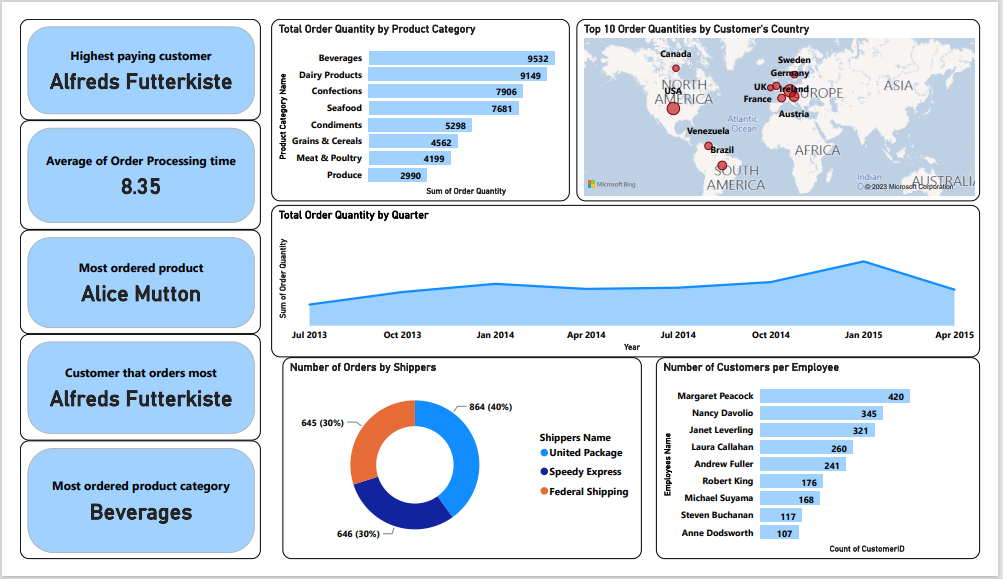 Highest paying customer
Alfreds Futterkiste
Average of Order Processing time
8.35
Most ordered product
Alice Mutton
Customer that orders most
Alfreds Futterkiste
Most ordered product category
Beverages
Total Order Quantity by Product Category
Product Category Name
Beverages 9532
Dairy Products 9149
Confections 7906
Seafood 7681
Condiments 5298
Grains & Cereals 4562
Meat & Poultry 4199
Produce 2990
Sum of Order Quantity
Top 10 Order Quantities by Customer's Country
Canada
Sweden
Germany
NORTH AMERICA
USA
UK
Ireland
EUROPE
ASIA
France
Austria
Atlantic Ocean
Venezuela
Brazil
AFRICA
SOUTH AMERICA
Indian
AUSTRALIA
Microsoft Bing
© 2023 Microsoft Corporation
Total Order Quantity by Quarter
Sum of Order Quantity
Jul 2013 Oct 2013 Jan 2014 Apr 2014 Jul 2014 Oct 2014 Jan 2015 Apr 2015
Year
Number of Orders by Shippers
864 (40%)
645 (30%)
646 (30%)
Shippers Name
United Package
Speedy Express
Federal Shipping
Number of Customers per Employee
Employees Name
Margaret Peacock 420
Nancy Davolio 345
Janet Leverling 321
Laura Callahan 260
Andrew Fuller 241
Robert King 176
Michael Suyama 168
Steven Buchanan 117
Anne Dodsworth 107
Count of CustomerID